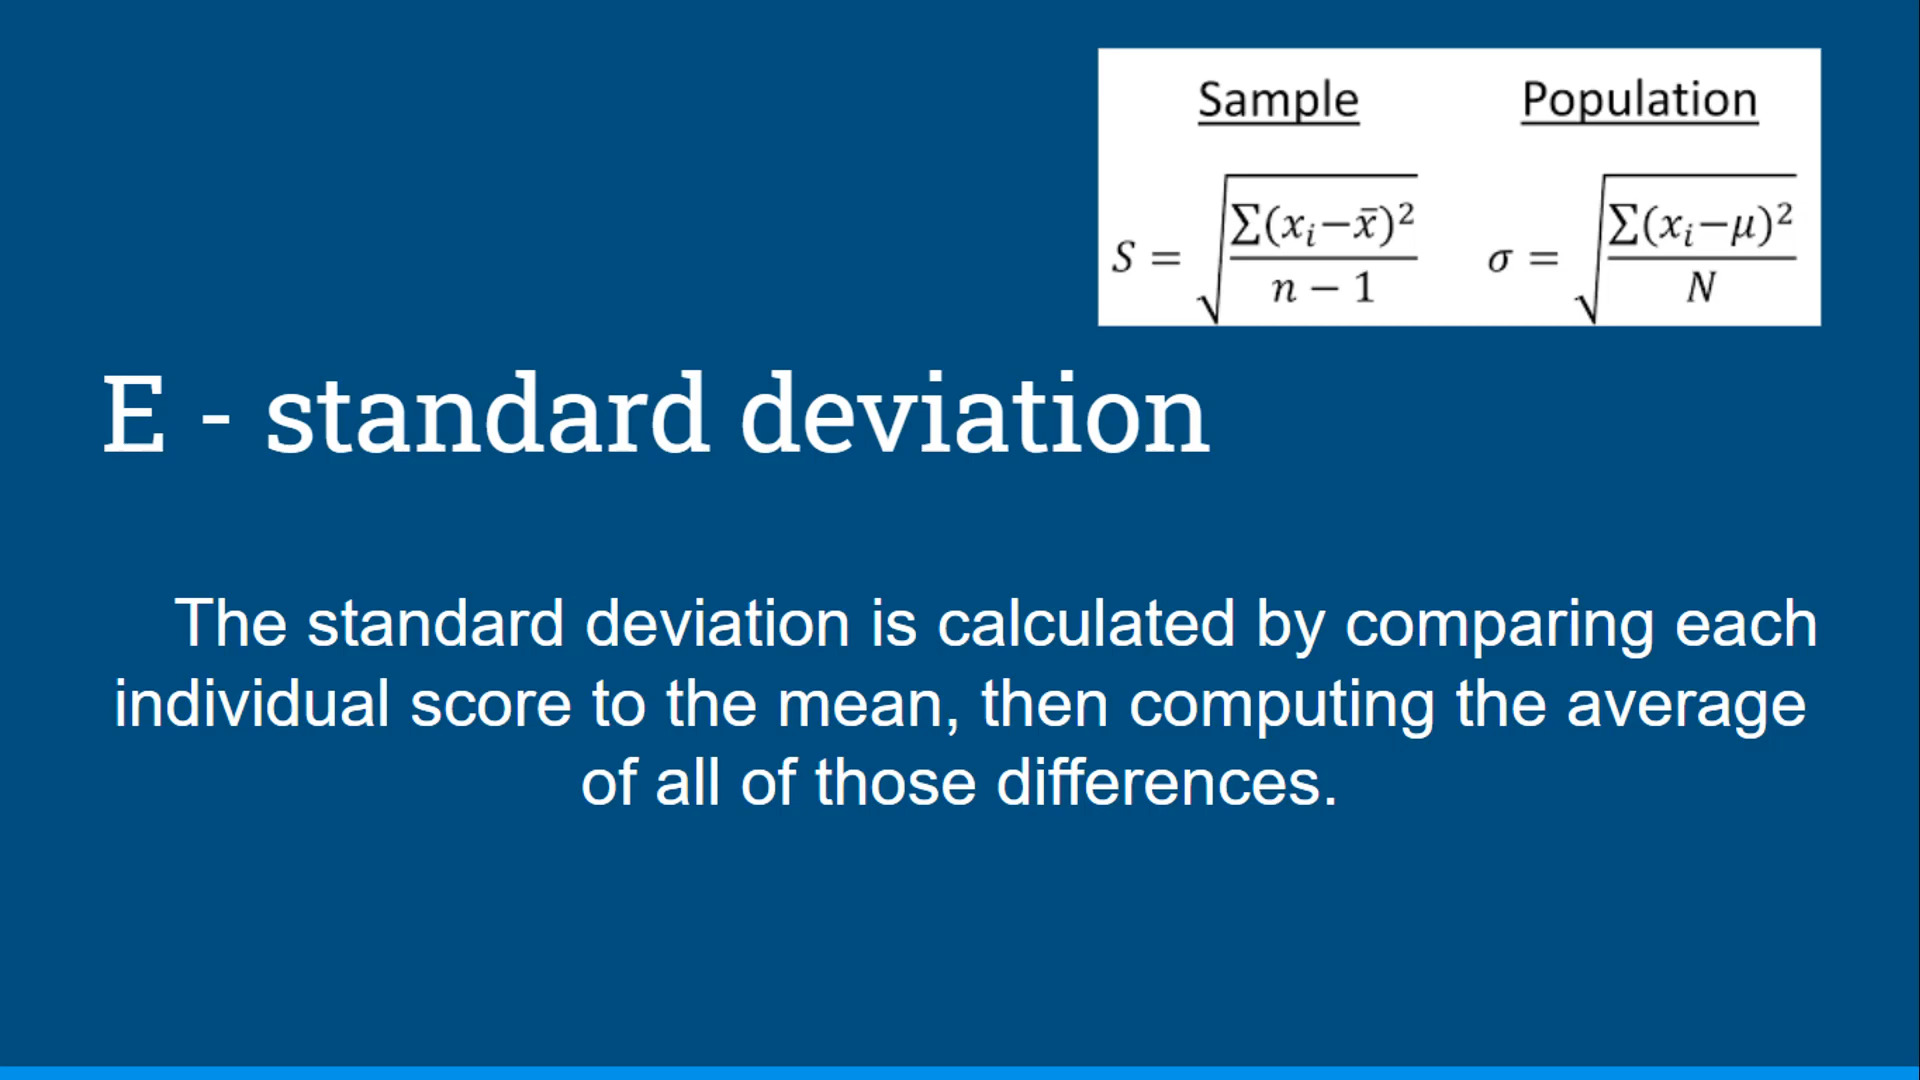 Sample Population
S = √(∑(xᵢ−x̄)²/(n − 1)) σ = √(∑(xᵢ−μ)²/N)
E - standard deviation
The standard deviation is calculated by comparing each
individual score to the mean, then computing the average
of all of those differences.